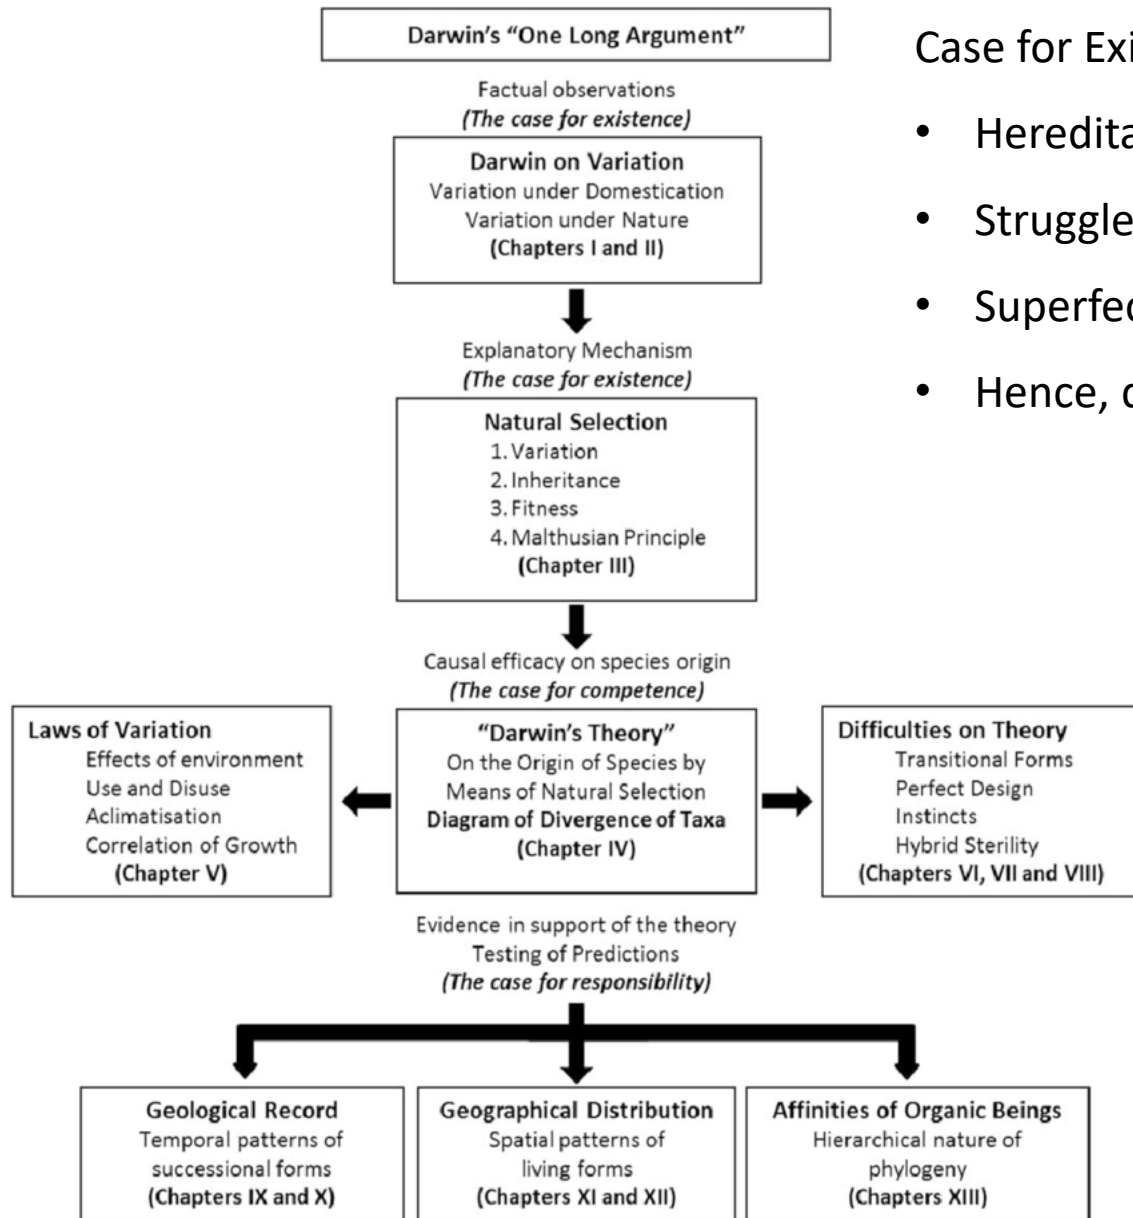 Darwin's "One Long Argument"
Factual observations
(The case for existence)
Darwin on Variation
Variation under Domestication
Variation under Nature
(Chapters I and II)
Explanatory Mechanism
(The case for existence)
Natural Selection
1. Variation
2. Inheritance
3. Fitness
4. Malthusian Principle
(Chapter III)
Causal efficacy on species origin
(The case for competence)
Laws of Variation
Effects of environment
Use and Disuse
Aclimatisation
Correlation of Growth
(Chapter V)
"Darwin's Theory"
On the Origin of Species by
Means of Natural Selection
Diagram of Divergence of Taxa
(Chapter IV)
Difficulties on Theory
Transitional Forms
Perfect Design
Instincts
Hybrid Sterility
(Chapters VI, VII and VIII)
Evidence in support of the theory
Testing of Predictions
(The case for responsibility)
Geological Record
Temporal patterns of
successional forms
(Chapters IX and X)
Geographical Distribution
Spatial patterns of
living forms
(Chapters XI and XII)
Affinities of Organic Beings
Hierarchical nature of
phylogeny
(Chapters XIII)
Case for
• 
• Struggle
• 
• Hence,